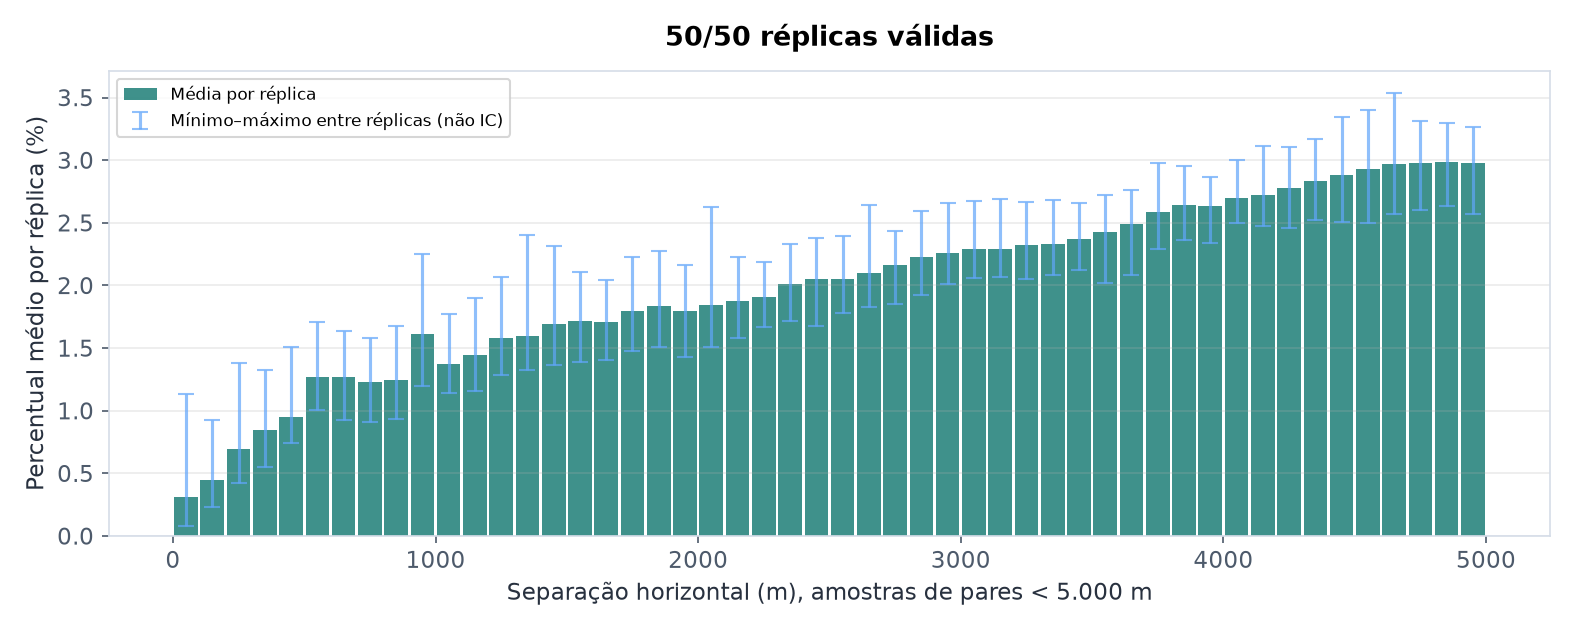 50/50 réplicas válidas
Média por réplica
Mínimo–máximo entre réplicas (não IC)
Percentual médio por réplica (%)
3.5
3.0
2.5
2.0
1.5
1.0
0.5
0.0
0 1000 2000 3000 4000 5000
Separação horizontal (m), amostras de pares < 5.000 m